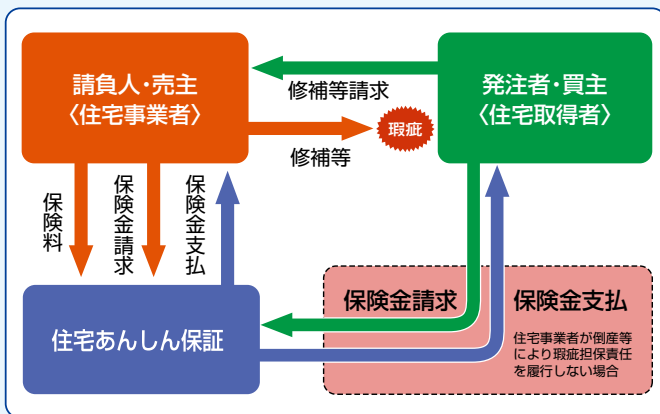 請負人・売主
〈住宅事業者〉
発注者・買主
〈住宅取得者〉
修補等請求
瑕疵
修補等
保険料
保険金請求
保険金支払
住宅あんしん保証
保険金請求
保険金支払
住宅事業者が倒産等
により瑕疵担保責任
を履行しない場合